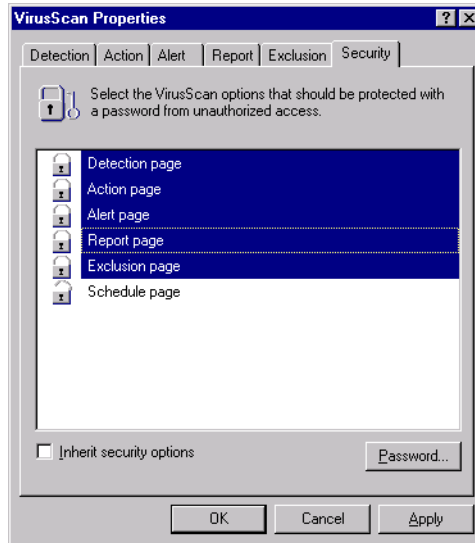 VirusScan Properties
Detection Action Alert Report Exclusion Security
Select the VirusScan options that should be protected with
a password from unauthorized access.
Detection page
Action page
Alert page
Report page
Exclusion page
Schedule page
Inherit security options
Password...
OK Cancel Apply